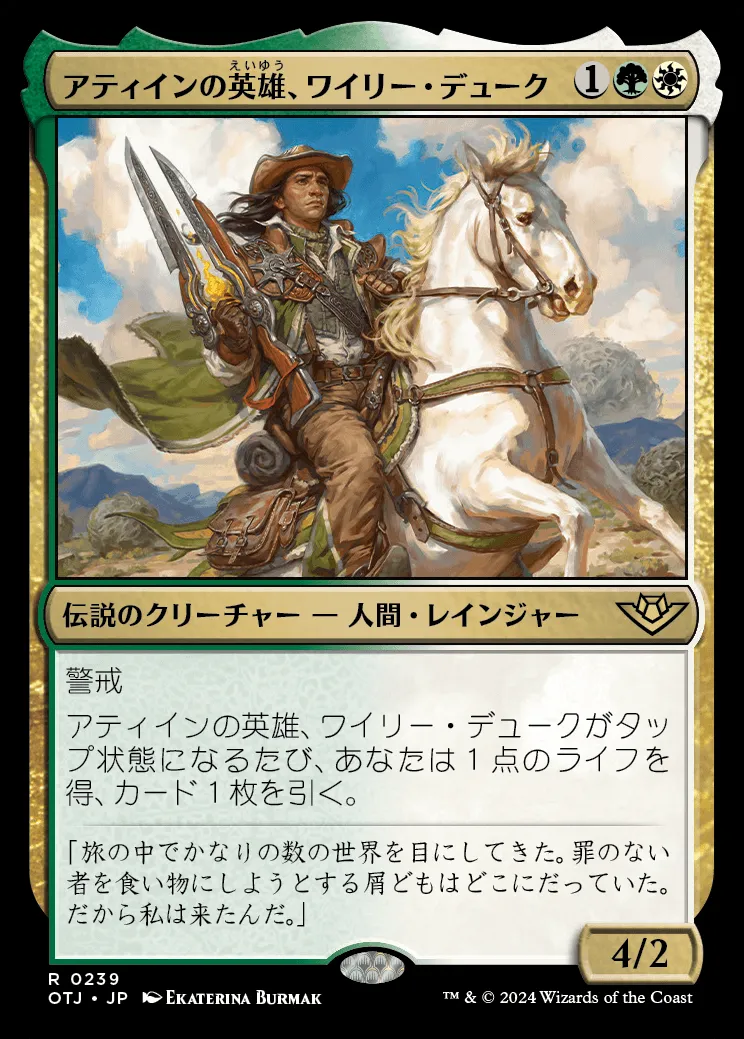 えいゆう
アティインの英雄、ワイリー・デューク 1
伝説のクリーチャー — 人間・レインジャー
警戒
アティインの英雄、ワイリー・デュークがタッ
プ状態になるたび、あなたは1点のライフを
得、カード1枚を引く。
「旅の中でかなりの数の世界を目にしてきた。罪のない
者を食い物にしようとする屑どもはどこにだっていた。
だから私は来たんだ。」
4/2
R 0239
OTJ • JP EKATERINA BURMAK
™ & © 2024 Wizards of the Coast